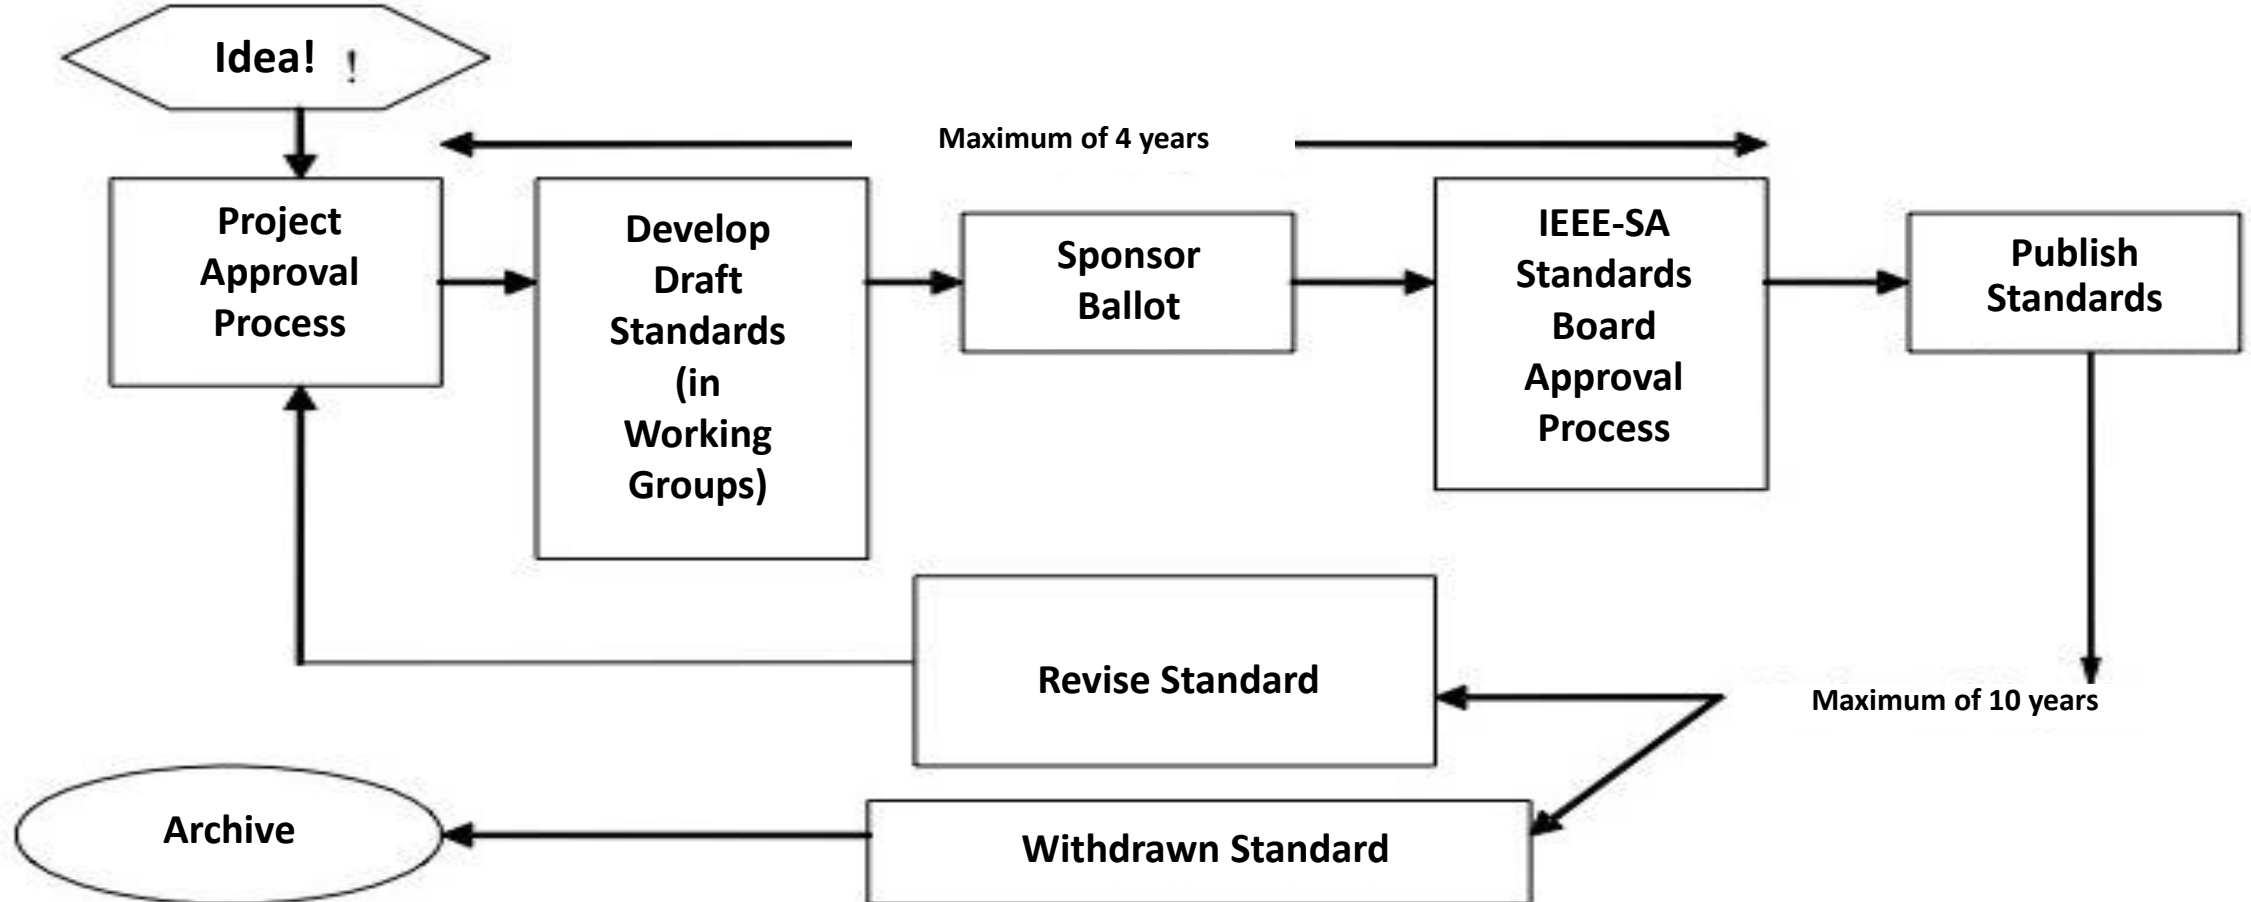 Idea! !
Maximum of 4 years
Project
Approval
Process
Develop
Draft
Standards
(in
Working
Groups)
Sponsor
Ballot
IEEE-SA
Standards
Board
Approval
Process
Publish
Standards
Revise Standard
Maximum of 10 years
Archive
Withdrawn Standard